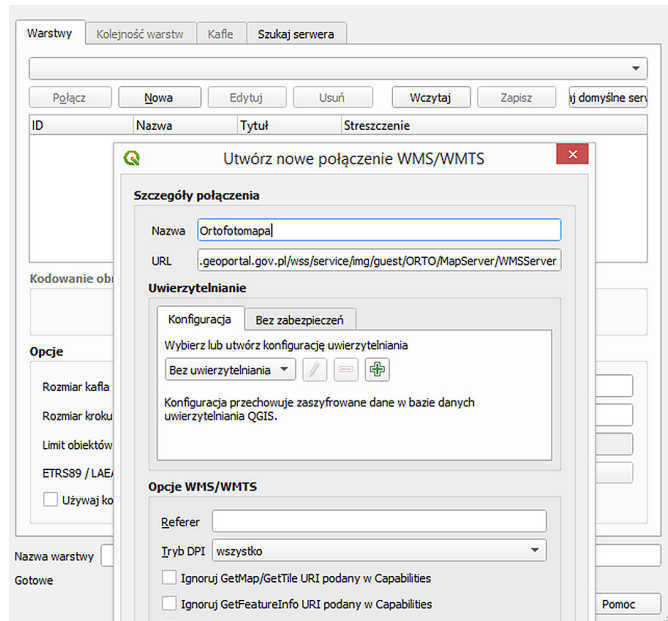 Warstwy Kolejność warstw Kafle Szukaj serwera
Połącz Nowa Edytuj Usuń Wczytaj Zapisz domyślne
ID Nazwa Tytuł Streszczenie
Utwórz nowe połączenie WMS/WMTS
Szczegóły połączenia
Nazwa Ortofotomapa
URL .geoportal.gov.pl/wss/service/img/guest/ORTO/MapServer/WMSServer
Kodowanie
Uwierzytelnianie
Konfiguracja Bez zabezpieczeń
Wybierz lub utwórz konfigurację uwierzytelniania
Bez uwierzytelniania
Konfiguracja przechowuje zaszyfrowane dane w bazie danych
uwierzytelniania QGIS.
Opcje
Rozmiar kafla
Rozmiar kroku
Limit obiektów
ETRS89 / LAEA
Używaj
Opcje WMS/WMTS
Referer
Tryb DPI wszystko
Ignoruj GetMap/GetTile URI podany w Capabilities
Ignoruj GetFeatureInfo URI podany w Capabilities
Nazwa warstwy
Gotowe
Pomoc